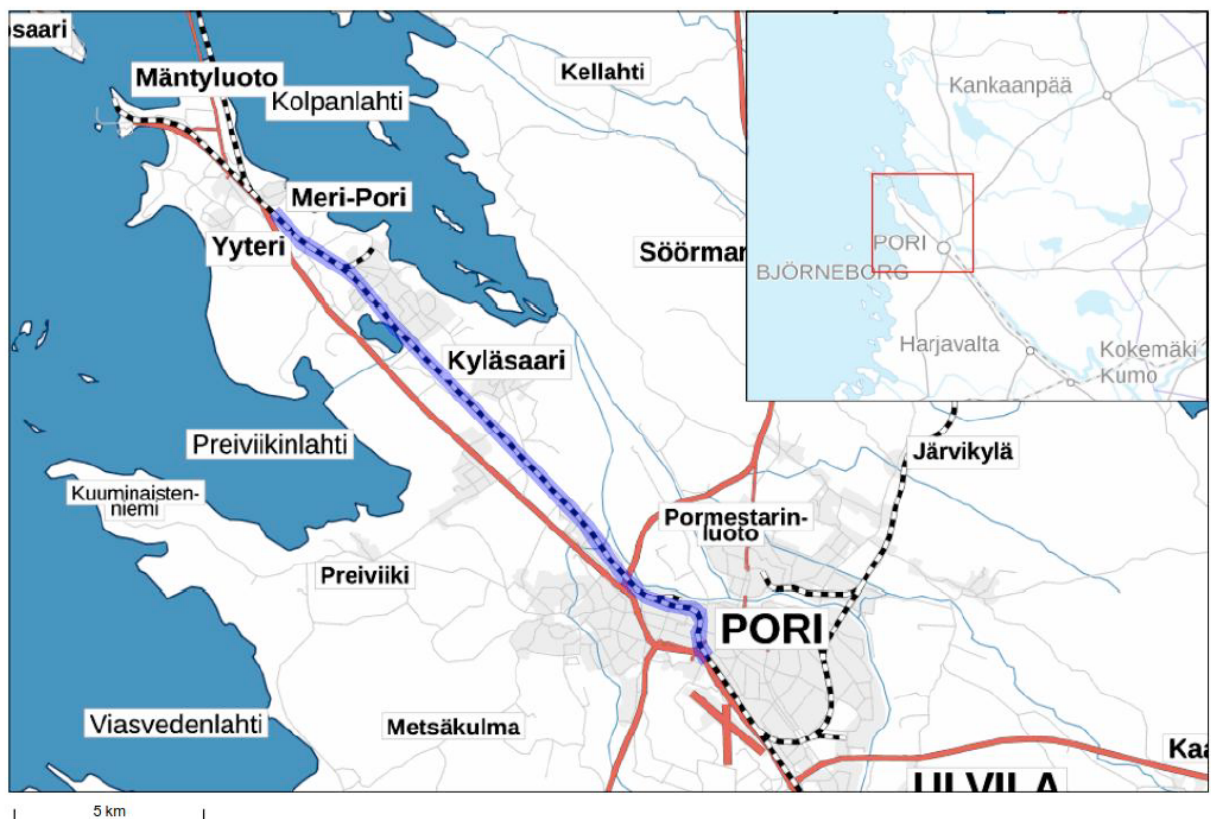 saari
Mäntyluoto
Kolpanlahti
Kellahti
Meri-Pori
Yyteri
Söörmar
Kyläsaari
Preiviikinlahti
Kuuminaisten-
niemi
Preiviiki
Pormestarin-
luoto
Järvikylä
PORI
Viasvedenlahti
Metsäkulma
Kaa
ULVILA
5 km
Kankaanpää
PORI
BJÖRNEBORG
Harjavalta
Kokemäki
Kumo